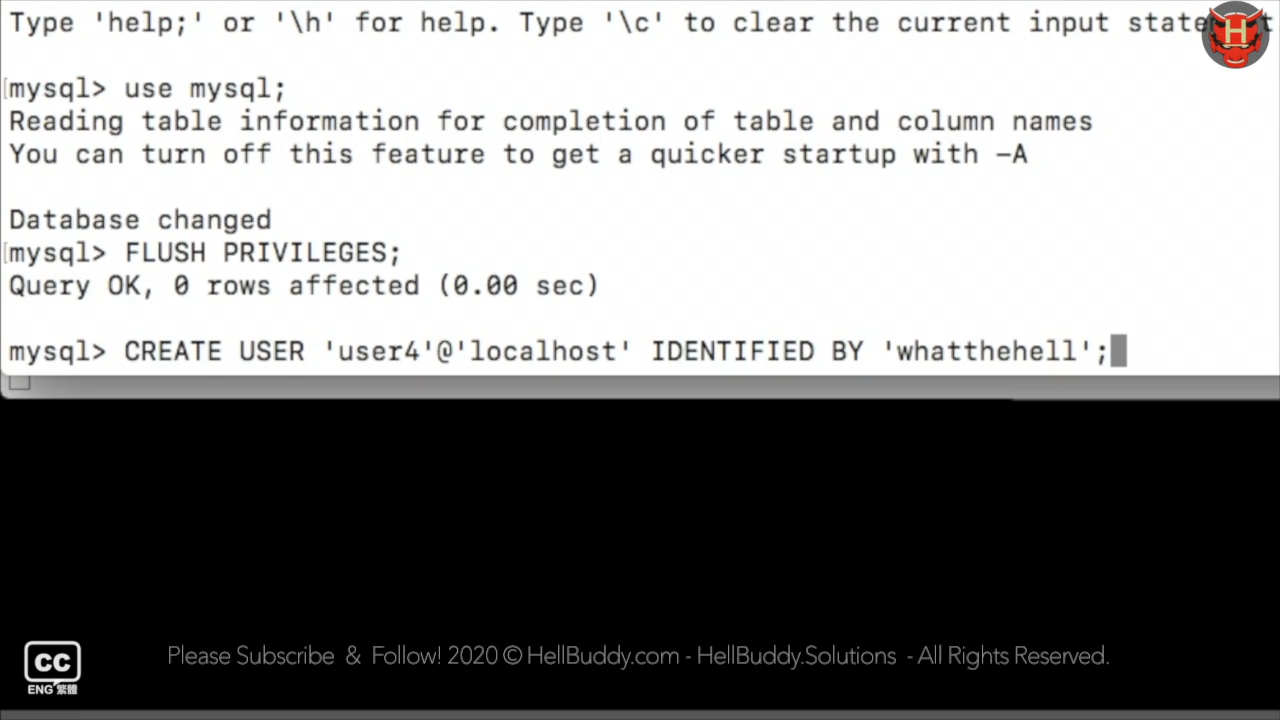 Type 'help;' or '\h' for help. Type '\c' to clear the current input state
H
[mysql> use mysql;
Reading table information for completion of table and column names
You can turn off this feature to get a quicker startup with -A
Database changed
[mysql> FLUSH PRIVILEGES;
Query OK, 0 rows affected (0.00 sec)
mysql> CREATE USER 'user4'@'localhost' IDENTIFIED BY 'whatthehell';
CC
ENG 繁體
Please Subscribe & Follow! 2020 © HellBuddy.com - HellBuddy.Solutions - All Rights Reserved.